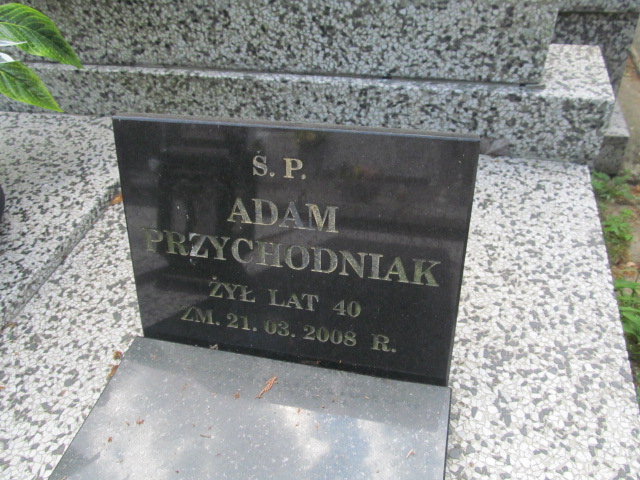 Ś. P.
ADAM
PRZYCHODNIAK
ŻYŁ LAT 40
ZM. 21. 03. 2008 R.